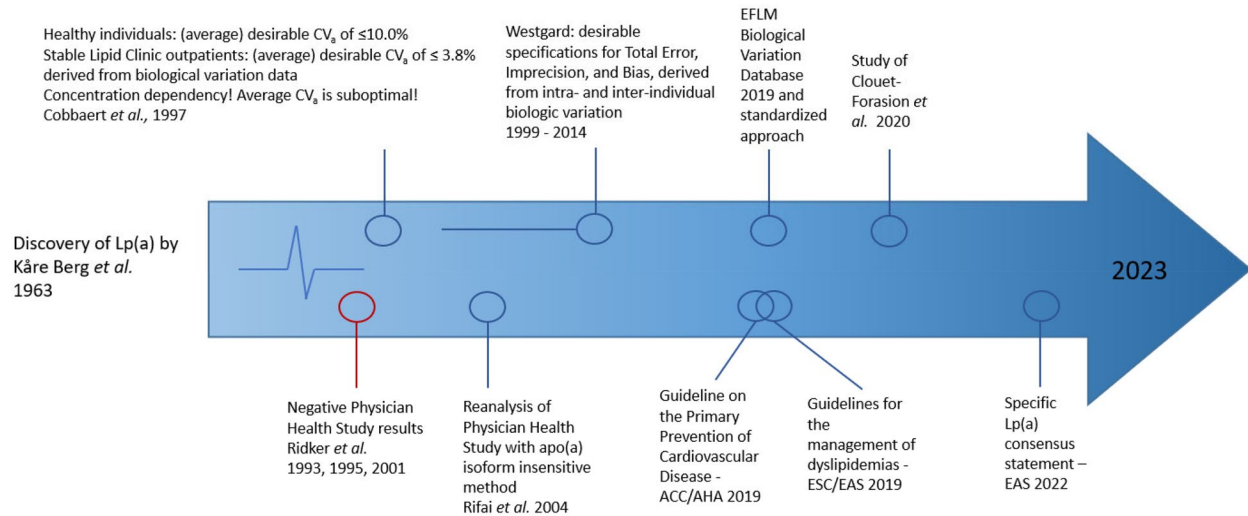 Healthy individuals: (average) desirable CVa of ≤10.0%
Stable Lipid Clinic outpatients: (average) desirable CVa of ≤ 3.8%
derived from biological variation data
Concentration dependency! Average CVa is suboptimal!
Cobbaert et al., 1997
Westgard: desirable
specifications for Total Error,
Imprecision, and Bias, derived
from intra- and inter-individual
biologic variation
1999 - 2014
EFLM
Biological
Variation
Database
2019 and
standardized
approach
Study of
Clouet-
Forasion et
al. 2020
Discovery of Lp(a) by
Kåre Berg et al.
1963
2023
Negative Physician
Health Study results
Ridker et al.
1993, 1995, 2001
Reanalysis of
Physician Health
Study with apo(a)
isoform insensitive
method
Rifai et al. 2004
Guideline on
the Primary
Prevention of
Cardiovascular
Disease -
ACC/AHA 2019
Guidelines for
the
management of
dyslipidemias -
ESC/EAS 2019
Specific
Lp(a)
consensus
statement –
EAS 2022